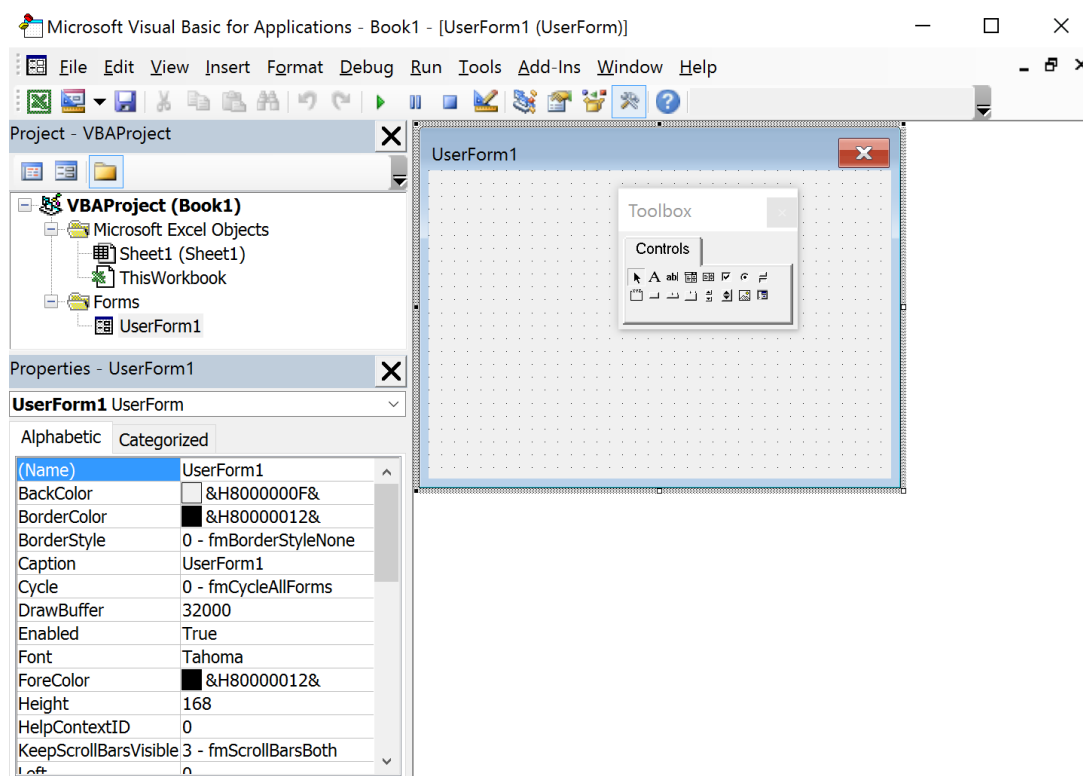 Microsoft Visual Basic for Applications - Book1 - [UserForm1 (UserForm)]
File Edit View Insert Format Debug Run Tools Add-Ins Window Help
Project - VBAProject
VBAProject (Book1)
Microsoft Excel Objects
Sheet1 (Sheet1)
ThisWorkbook
Forms
UserForm1
Properties - UserForm1
UserForm1 UserForm
Alphabetic Categorized
(Name) UserForm1
BackColor &H8000000F&
BorderColor &H80000012&
BorderStyle 0 - fmBorderStyleNone
Caption UserForm1
Cycle 0 - fmCycleAllForms
DrawBuffer 32000
Enabled True
Font Tahoma
ForeColor &H80000012&
Height 168
HelpContextID 0
KeepScrollBarsVisible 3 - fmScrollBarsBoth
Left 0
UserForm1
Toolbox
Controls
A abl